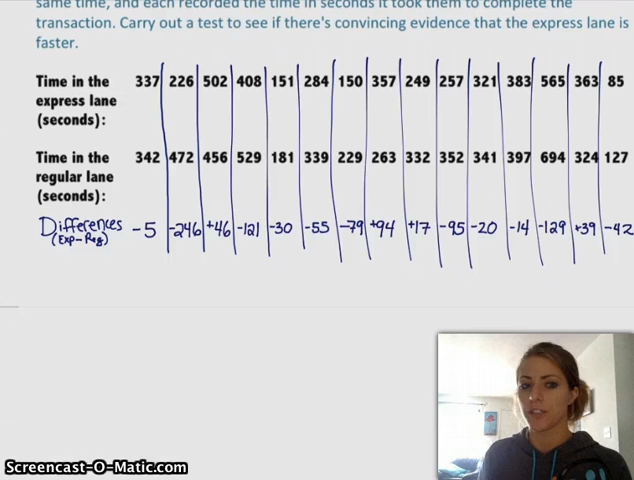 same time, and each recorded the time in seconds it took them to complete the
transaction. Carry out a test to see if there's convincing evidence that the express lane is
faster.
Time in the express lane (seconds): 337 226 502 408 151 284 150 357 249 257 321 383 565 363 85
Time in the regular lane (seconds): 342 472 456 529 181 339 229 263 332 352 341 397 694 324 127
Differences (Exp-Reg) -5 -246 +46 -121 -30 -55 -79 +94 +17 -95 -20 -14 -129 +39 -42
Screencast-O-Matic.com